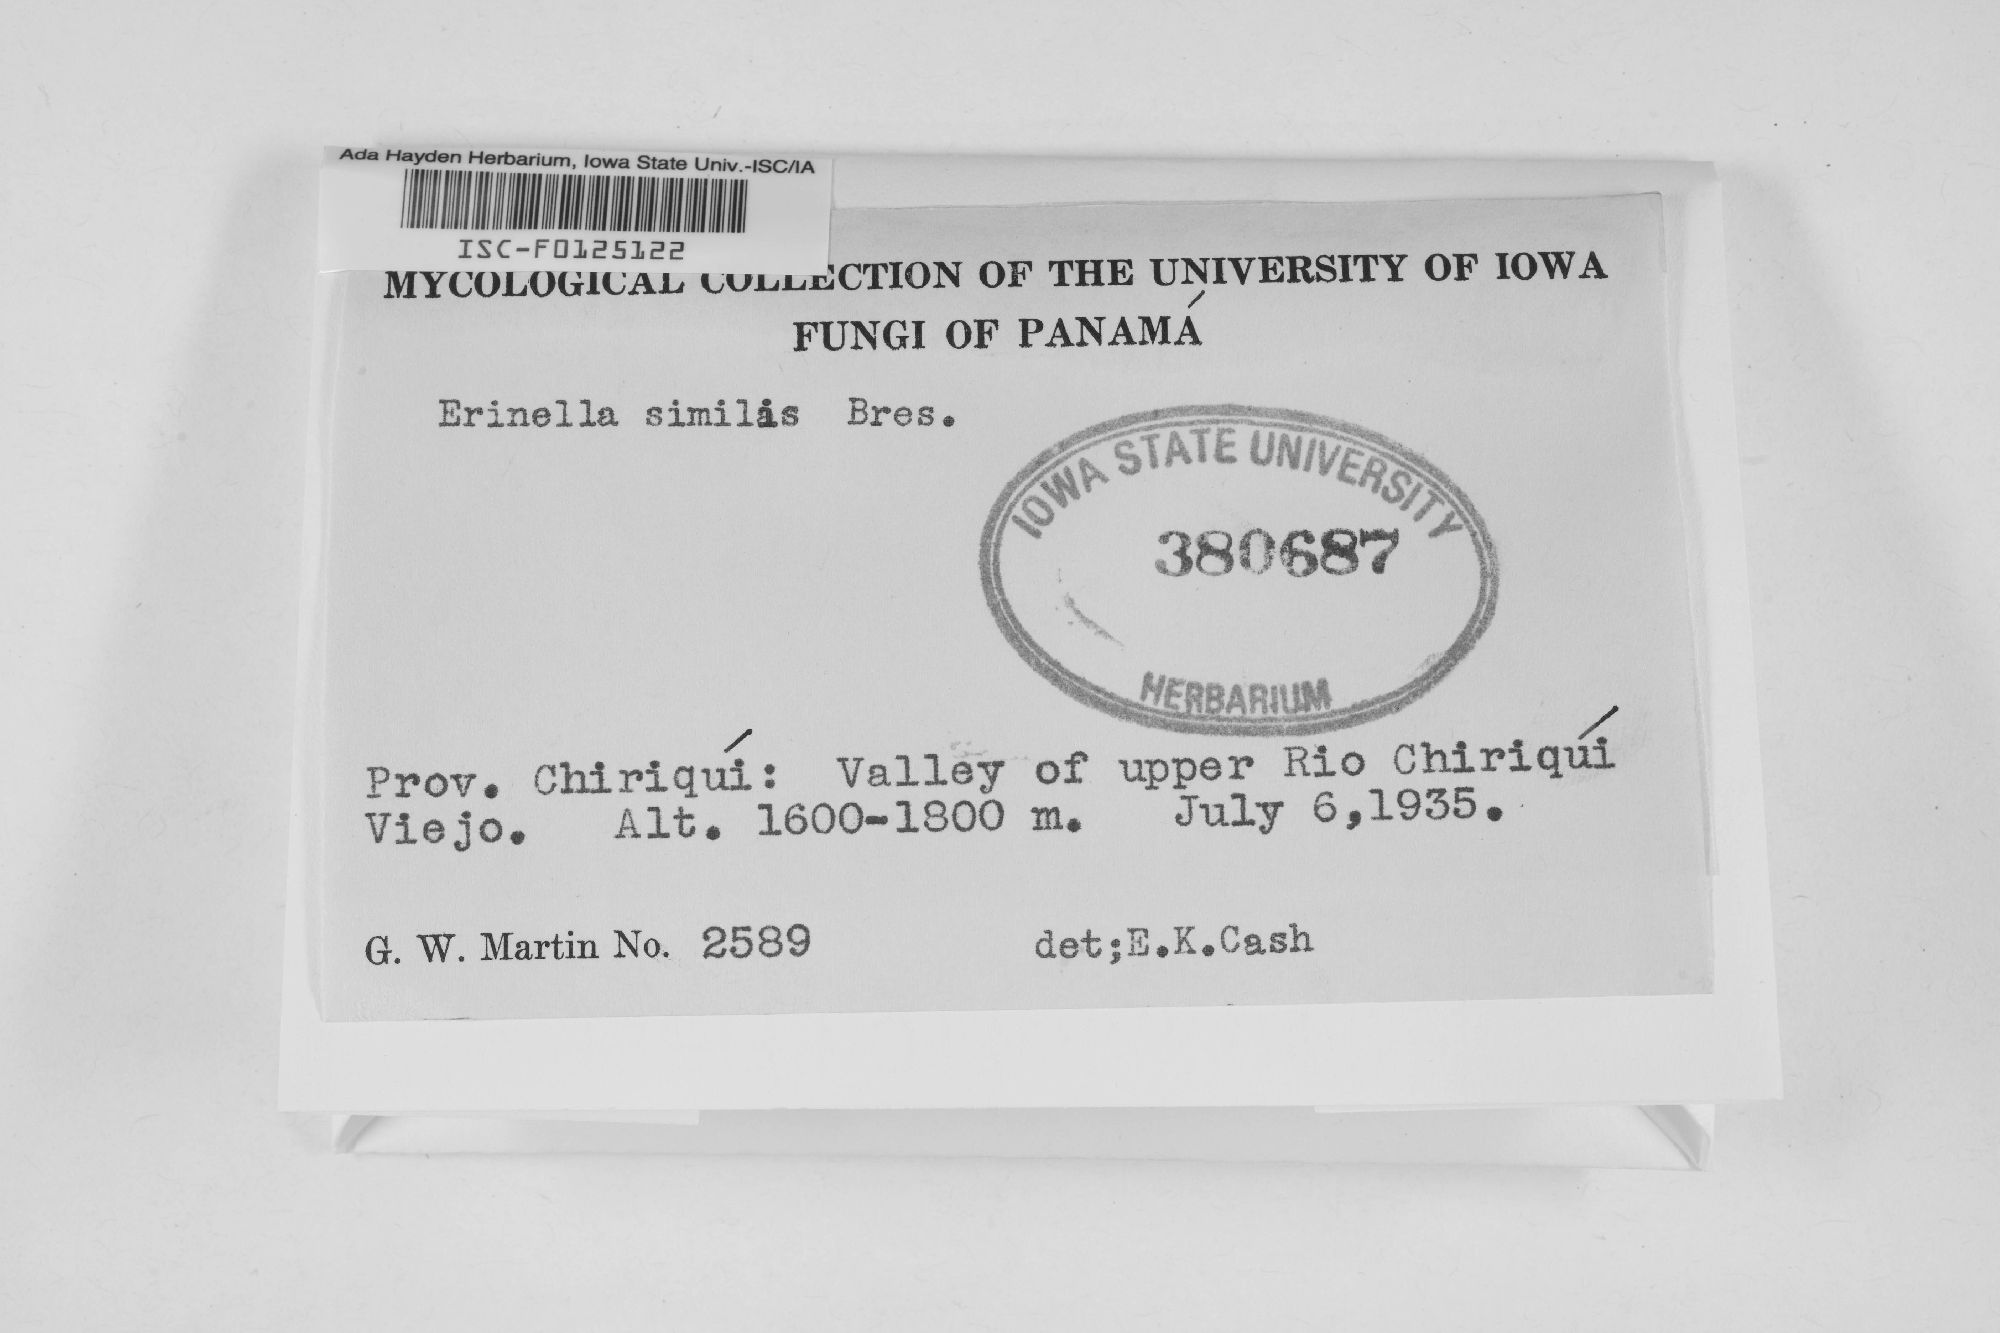 Ada Hayden Herbarium, Iowa State Univ.-ISC/IA
ISC-F0125122
MYCOLOGICAL COLLECTION OF THE UNIVERSITY OF IOWA
FUNGI OF PANAMÁ
Erinella similis Bres.
IOWA STATE UNIVERSITY
380687
HERBARIUM
Prov. Chiriquí: Valley of upper Rio Chiriquí
Viejo. Alt. 1600-1800 m. July 6,1935.
G. W. Martin No. 2589 det;E.K.Cash